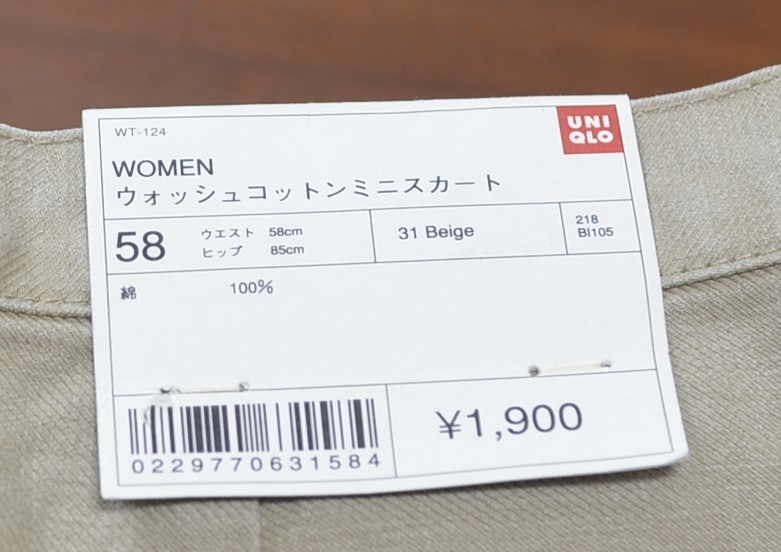 WT-124
UNI
QLO
WOMEN
ウォッシュコットンミニスカート
58
ウエスト 58cm
ヒップ 85cm
31 Beige
218
BI105
綿 100%
0229770631584
¥1,900